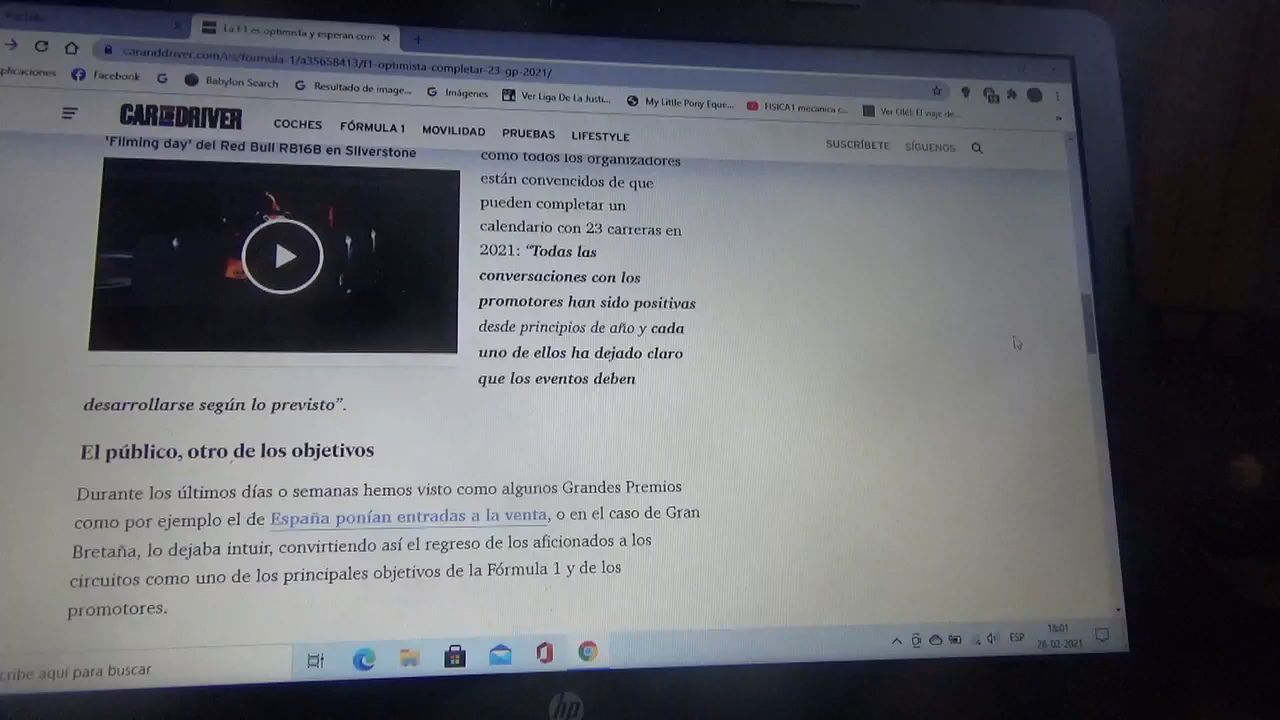 La F1 es optimista y esperan com
caranddriver.com/es/formula-1/a35658413/f1-optimista-completar-23-gp-2021/
plicaciones
Facebook
Babylon Search
Resultado de image...
Imágenes
Ver Liga De La Justi...
My Little Pony Eque...
FISICA1 mecanica c...
Ver Olé! El viaje de...
CAR AND DRIVER
COCHES
FÓRMULA 1
MOVILIDAD
PRUEBAS
LIFESTYLE
SUSCRÍBETE
SÍGUENOS
'Filming day' del Red Bull RB16B en Silverstone
como todos los organizadores
están convencidos de que
pueden completar un
calendario con 23 carreras en
2021: "Todas las
conversaciones con los
promotores han sido positivas
desde principios de año y cada
uno de ellos ha dejado claro
que los eventos deben
desarrollarse según lo previsto".
El público, otro de los objetivos
Durante los últimos días o semanas hemos visto como algunos Grandes Premios
como por ejemplo el de España ponían entradas a la venta, o en el caso de Gran
Bretaña, lo dejaba intuir, convirtiendo así el regreso de los aficionados a los
circuitos como uno de los principales objetivos de la Fórmula 1 y de los
promotores.
cribe aquí para buscar
ESP
18:01
28-02-2021
hp